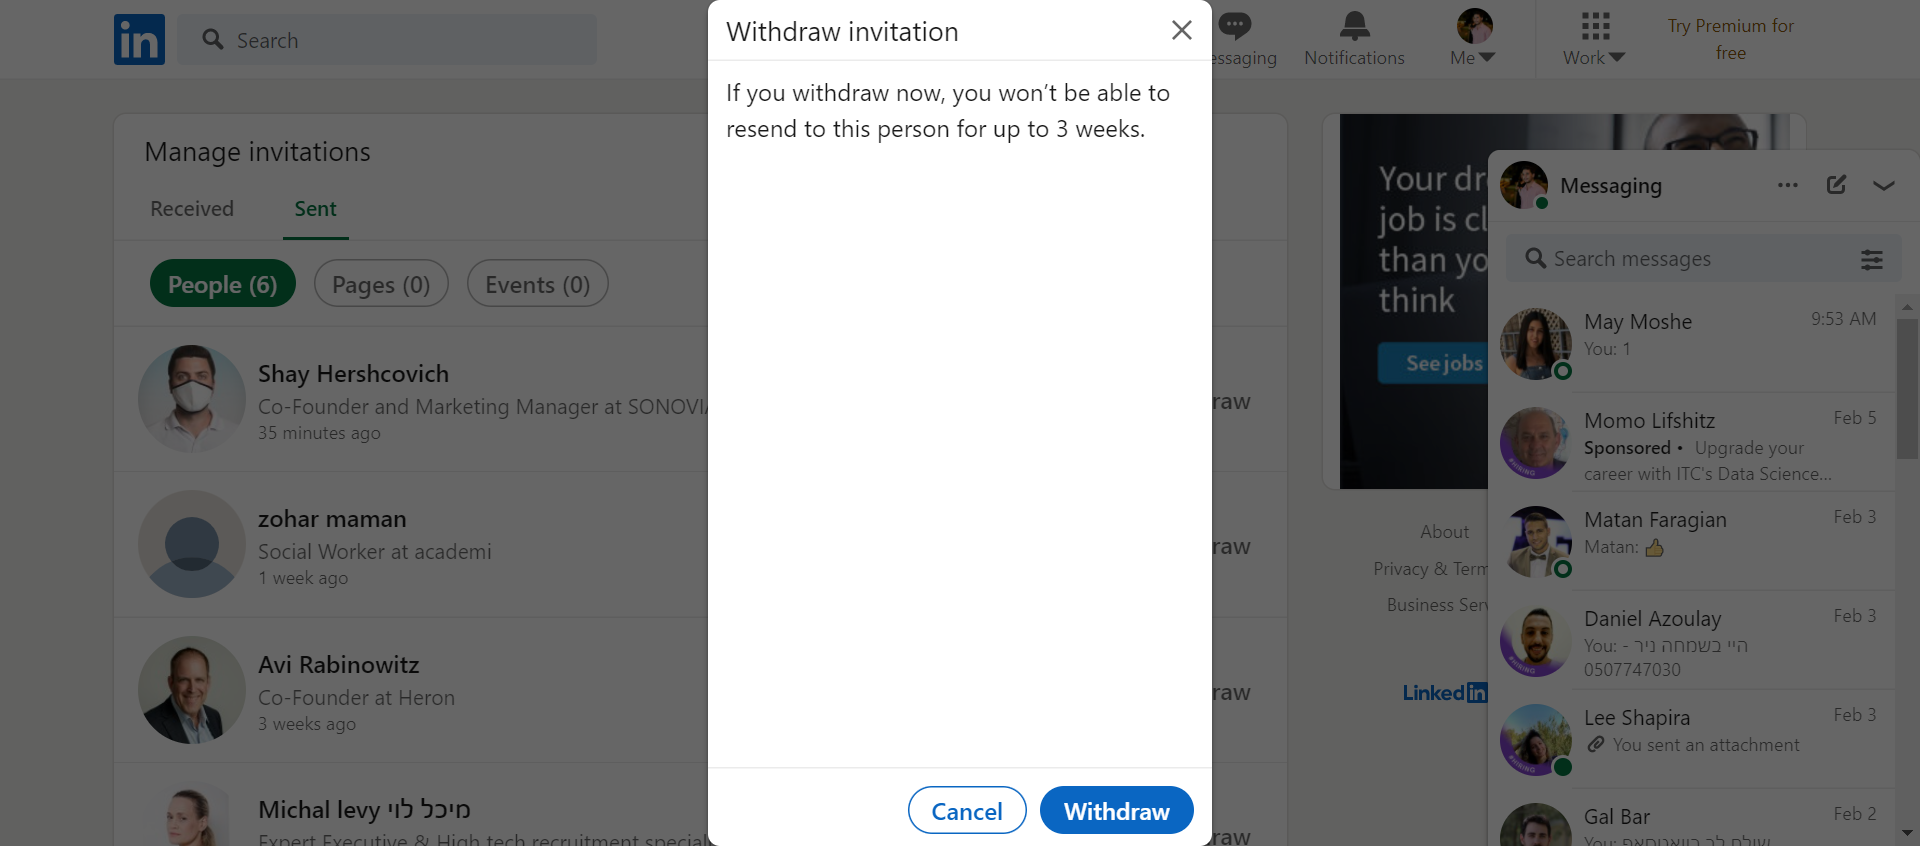 in
Search
Withdraw invitation
essaging
Notifications
Me
Work
Try Premium for
free
If you withdraw now, you won't be able to
resend to this person for up to 3 weeks.
Manage invitations
Received
Sent
People (6)
Pages (0)
Events (0)
Shay Hershcovich
Co-Founder and Marketing Manager at SONOVIA
35 minutes ago
raw
zohar maman
Social Worker at academi
1 week ago
raw
Avi Rabinowitz
Co-Founder at Heron
3 weeks ago
raw
Michal levy מיכל לוי
Expert Executive & High tech recruitment special
raw
Cancel
Withdraw
Your dr
job is cl
than yo
think
See jobs
About
Privacy & Term
Business Serv
Linked in
Messaging
Search messages
May Moshe
9:53 AM
You: 1
Momo Lifshitz
Feb 5
Sponsored • Upgrade your
career with ITC's Data Science...
#HIRING
Matan Faragian
Feb 3
Matan: 👍
Daniel Azoulay
Feb 3
You: - היי בשמחה ניר
0507747030
#HIRING
Lee Shapira
Feb 3
You sent an attachment
#HIRING
Gal Bar
Feb 2